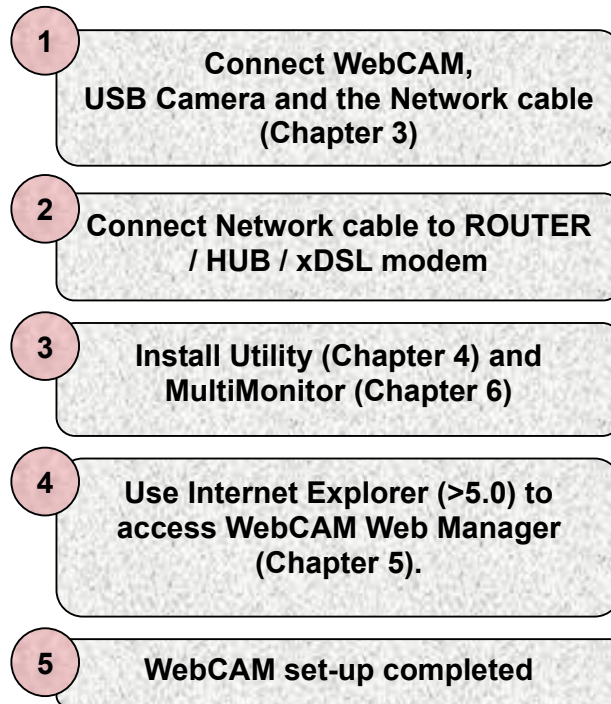 1
Connect WebCAM,
USB Camera and the Network cable
(Chapter 3)
2
Connect Network cable to ROUTER
/ HUB / xDSL modem
3
Install Utility (Chapter 4) and
MultiMonitor (Chapter 6)
4
Use Internet Explorer (>5.0) to
access WebCAM Web Manager
(Chapter 5).
5
WebCAM set-up completed